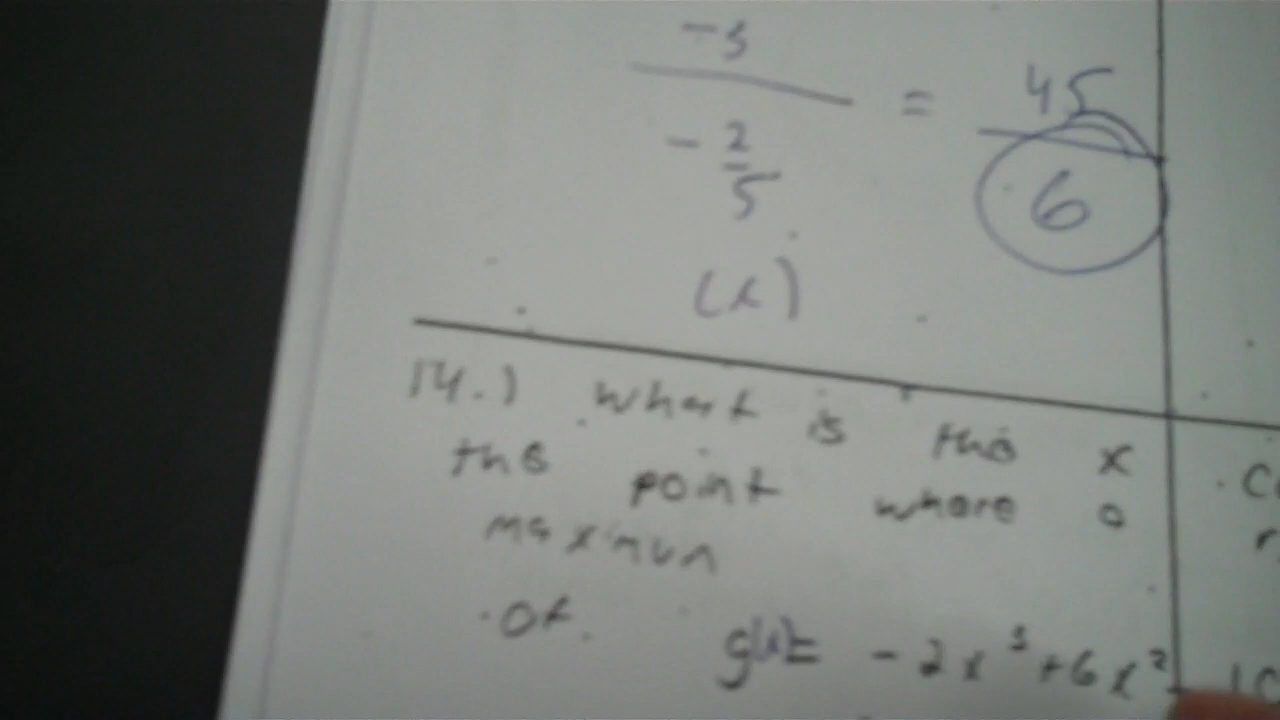 -3
- 2/5
= 45/6
(x)
14.) what is the x
the point where a
maximum
of. g(x)= -2x³+6x²